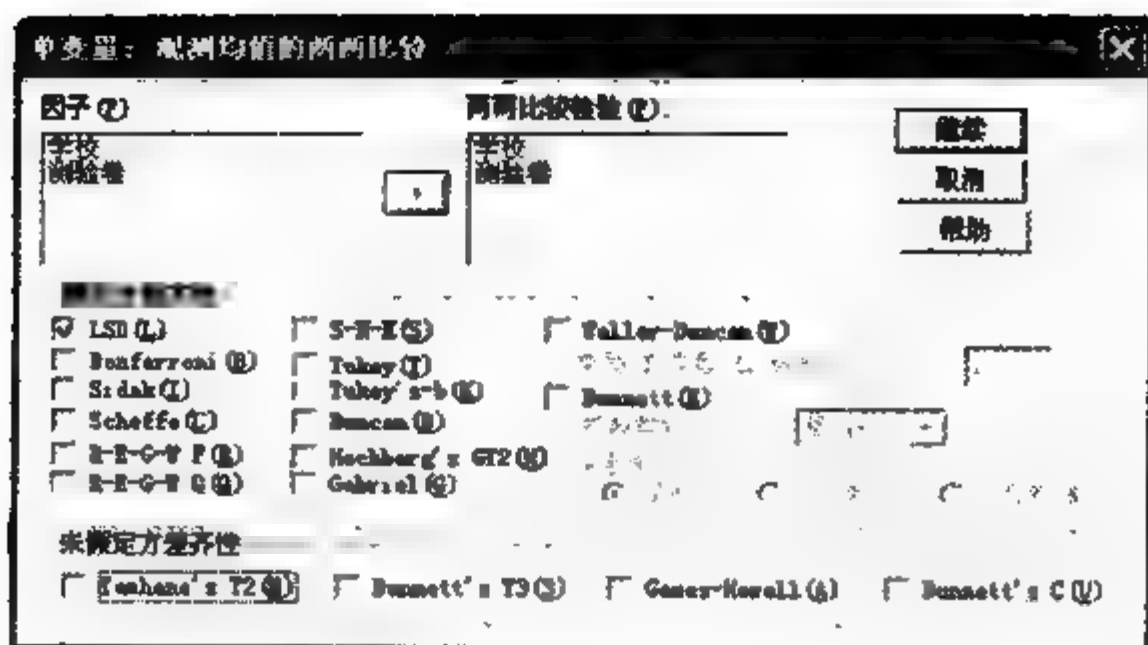 单变量：观测均值的两两比较
因子(F) 两两比较检验(P).
学校 学校 继续
测验卷 测验卷 取消
帮助
LSD(L) S-N-K(S) Waller-Duncan(W)
Bonferroni(B) Tukey(T)
Sidak(I) Tukey's-b(K) Dunnett(E)
Scheffe(C) Duncan(D)
R-E-G-W F(R) Hochberg's GT2(H)
R-E-G-W Q(Q) Gabriel(G)
未假定方差齐性
Tamhane's T2(M) Dunnett's T3(3) Games-Howell(A) Dunnett's C(U)